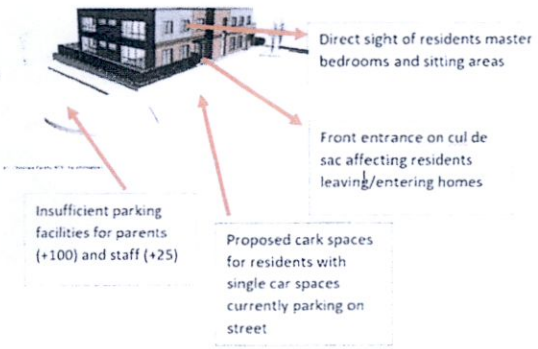 Direct sight of residents master
bedrooms and sitting areas
Front entrance on cul de
sac affecting residents
leaving/entering homes
Insufficient parking
facilities for parents
(+100) and staff (+25)
Proposed cark spaces
for residents with
single car spaces
currently parking on
street